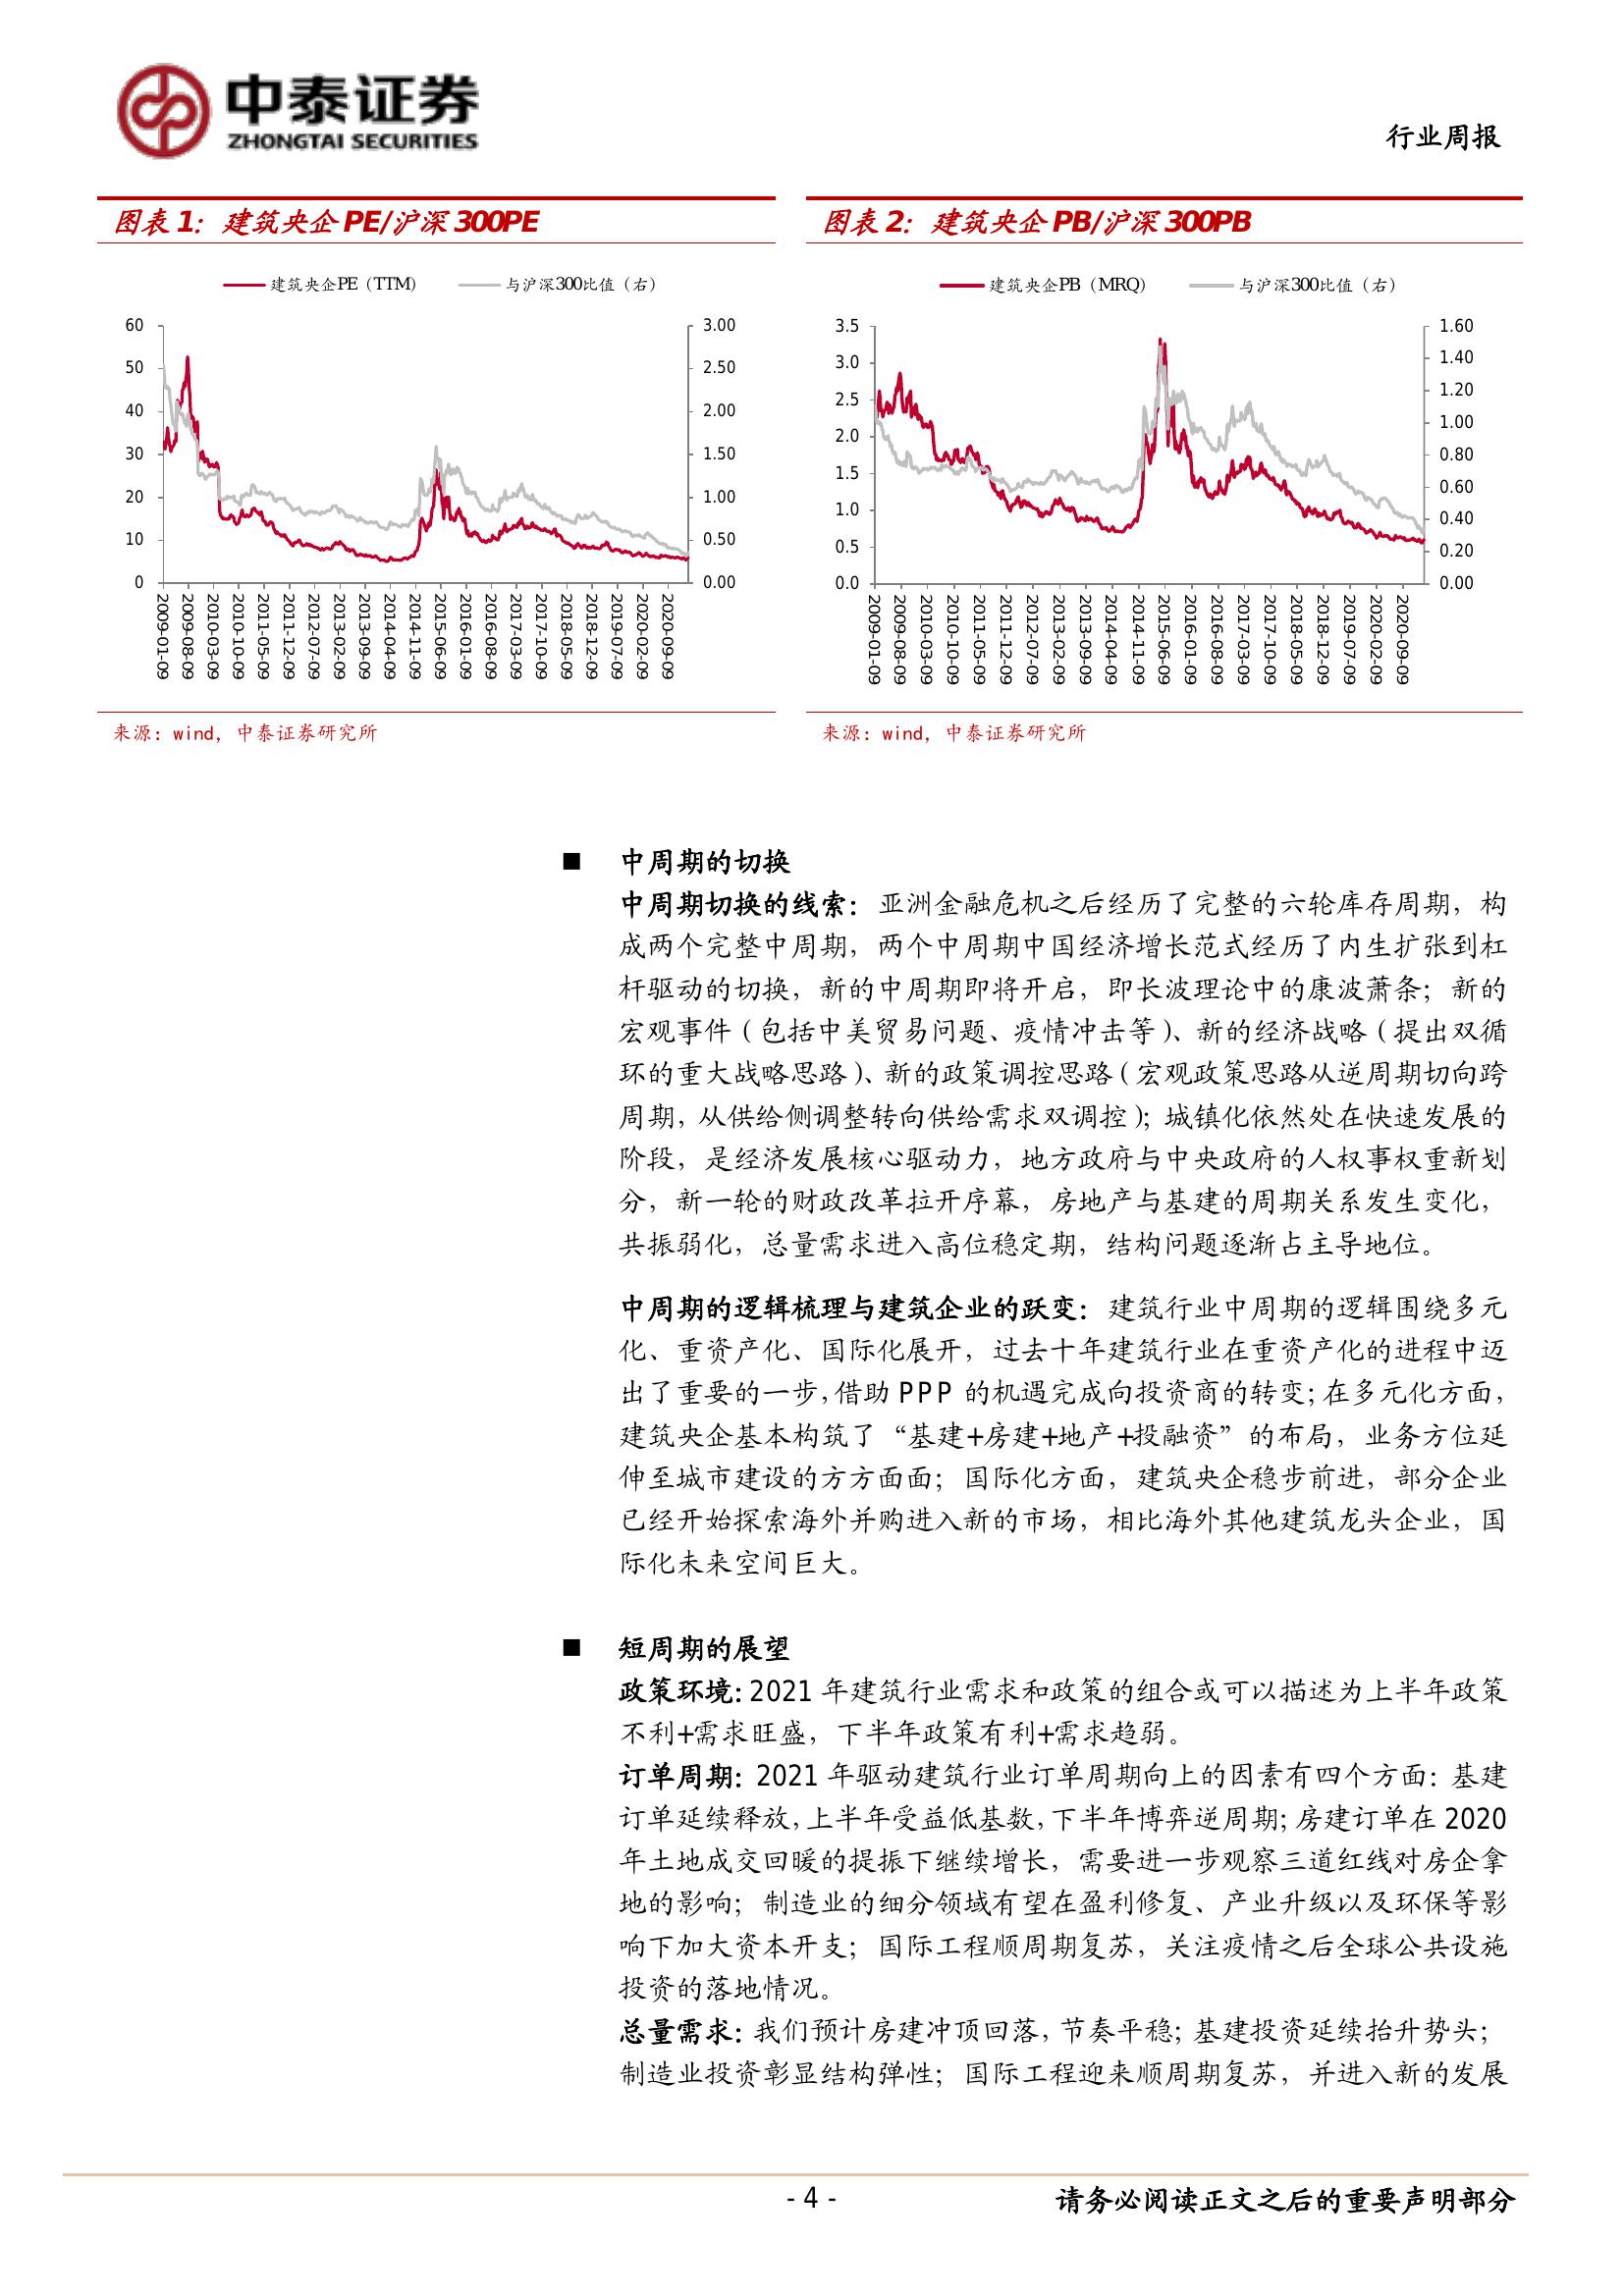 中泰证券
ZHONGTAI SECURITIES
行业周报
图表 1：建筑央企 PE/沪深 300PE
建筑央企PE（TTM）
与沪深300比值（右）
60
50
40
30
20
10
0
3.00
2.50
2.00
1.50
1.00
0.50
0.00
2009-01-09
2009-08-09
2010-03-09
2010-10-09
2011-05-09
2011-12-09
2012-07-09
2013-02-09
2013-09-09
2014-04-09
2014-11-09
2015-06-09
2016-01-09
2016-08-09
2017-03-09
2017-10-09
2018-05-09
2018-12-09
2019-07-09
2020-02-09
2020-09-09
来源：wind，中泰证券研究所
图表 2：建筑央企 PB/沪深 300PB
建筑央企PB（MRQ）
与沪深300比值（右）
3.5
3.0
2.5
2.0
1.5
1.0
0.5
0.0
1.60
1.40
1.20
1.00
0.80
0.60
0.40
0.20
0.00
2009-01-09
2009-08-09
2010-03-09
2010-10-09
2011-05-09
2011-12-09
2012-07-09
2013-02-09
2013-09-09
2014-04-09
2014-11-09
2015-06-09
2016-01-09
2016-08-09
2017-03-09
2017-10-09
2018-05-09
2018-12-09
2019-07-09
2020-02-09
2020-09-09
来源：wind，中泰证券研究所
■ 中周期的切换
中周期切换的线索：亚洲金融危机之后经历了完整的六轮库存周期，构
成两个完整中周期，两个中周期中国经济增长范式经历了内生扩张到杠
杆驱动的切换，新的中周期即将开启，即长波理论中的康波萧条；新的
宏观事件（包括中美贸易问题、疫情冲击等）、新的经济战略（提出双循
环的重大战略思路）、新的政策调控思路（宏观政策思路从逆周期切向跨
周期，从供给侧调整转向供给需求双调控）；城镇化依然处在快速发展的
阶段，是经济发展核心驱动力，地方政府与中央政府的人权事权重新划
分，新一轮的财政改革拉开序幕，房地产与基建的周期关系发生变化，
共振弱化，总量需求进入高位稳定期，结构问题逐渐占主导地位。
中周期的逻辑梳理与建筑企业的跃变：建筑行业中周期的逻辑围绕多元
化、重资产化、国际化展开，过去十年建筑行业在重资产化的进程中迈
出了重要的一步，借助 PPP 的机遇完成向投资商的转变；在多元化方面，
建筑央企基本构筑了“基建+房建+地产+投融资”的布局，业务方位延
伸至城市建设的方方面面；国际化方面，建筑央企稳步前进，部分企业
已经开始探索海外并购进入新的市场，相比海外其他建筑龙头企业，国
际化未来空间巨大。
■ 短周期的展望
政策环境：2021 年建筑行业需求和政策的组合或可以描述为上半年政策
不利+需求旺盛，下半年政策有利+需求趋弱。
订单周期：2021 年驱动建筑行业订单周期向上的因素有四个方面：基建
订单延续释放，上半年受益低基数，下半年博弈逆周期；房建订单在 2020
年土地成交回暖的提振下继续增长，需要进一步观察三道红线对房企拿
地的影响；制造业的细分领域有望在盈利修复、产业升级以及环保等影
响下加大资本开支；国际工程顺周期复苏，关注疫情之后全球公共设施
投资的落地情况。
总量需求：我们预计房建冲顶回落，节奏平稳；基建投资延续抬升势头；
制造业投资彰显结构弹性；国际工程迎来顺周期复苏，并进入新的发展
- 4 -
请务必阅读正文之后的重要声明部分